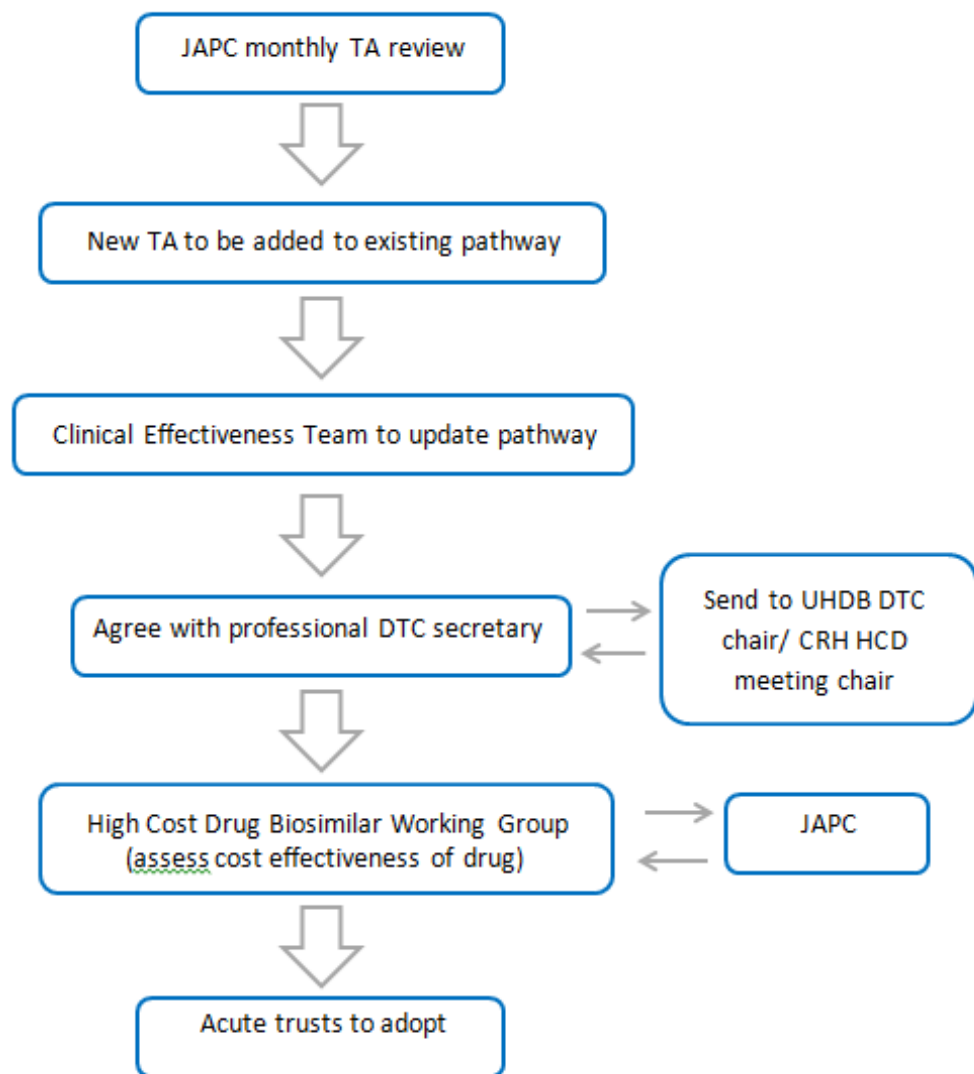 JAPC monthly TA review
New TA to be added to existing pathway
Clinical Effectiveness Team to update pathway
Agree with professional DTC secretary
Send to UHDB DTC
chair/ CRH HCD
meeting chair
High Cost Drug Biosimilar Working Group
(assess cost effectiveness of drug)
JAPC
Acute trusts to adopt